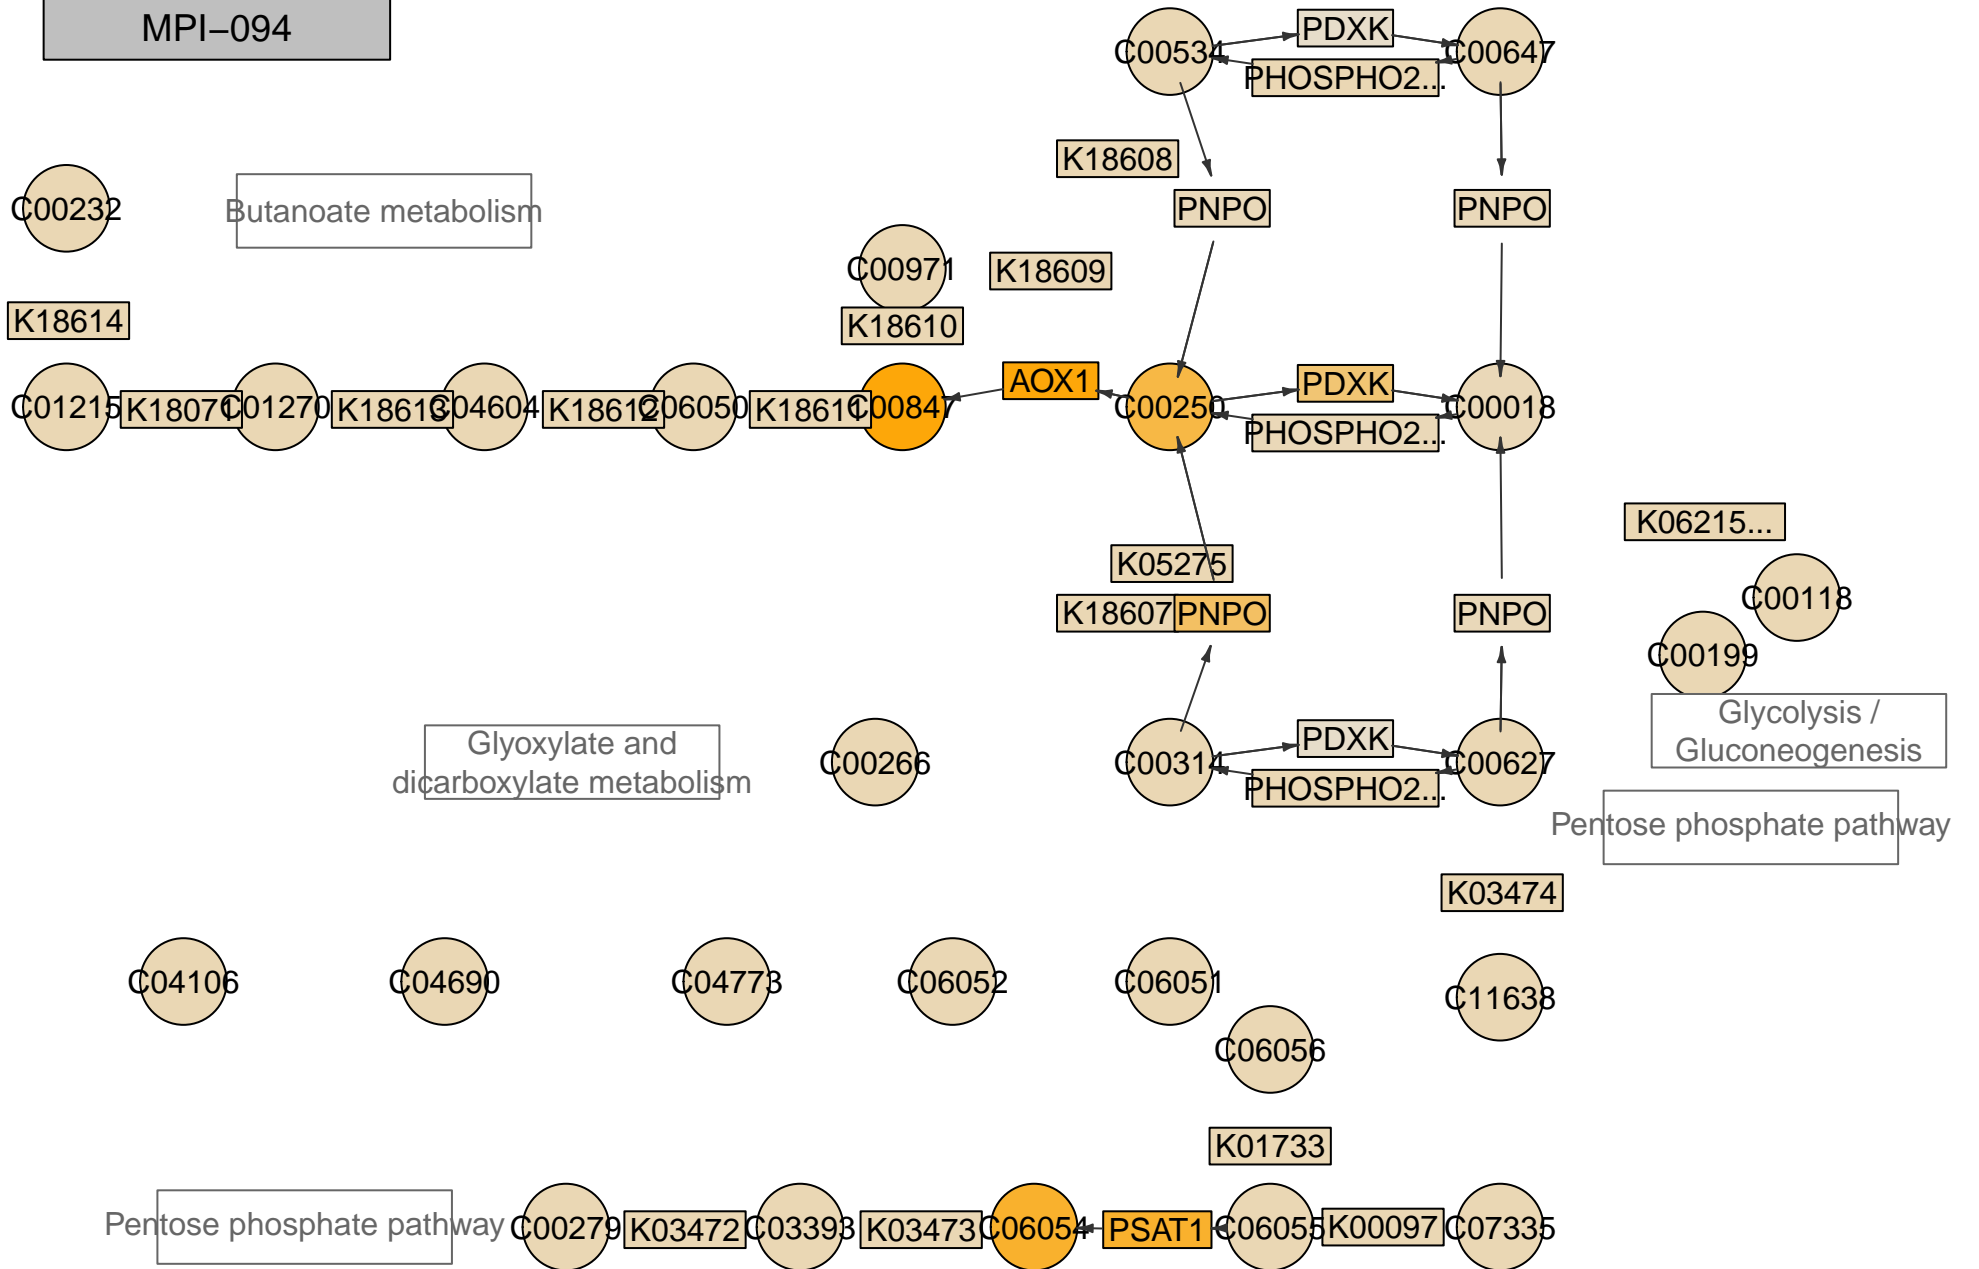 MPI−094
C00534
PDXK
C00647
PHOSPHO2...
K18608
C00232
Butanoate metabolism
PNPO
PNPO
C00971
K18609
K18614
K18610
AOX1
PDXK
C01215
K18071
C01270
K18613
C04604
K18612
C06050
K18611
C00847
C00250
C00018
PHOSPHO2...
K06215...
K05275
C00118
K18607
PNPO
PNPO
C00199
Glycolysis /
Gluconeogenesis
Glyoxylate and
dicarboxylate metabolism
C00266
C00314
PDXK
C00627
PHOSPHO2...
Pentose phosphate pathway
K03474
C04106
C04690
C04773
C06052
C06051
C11638
C06056
K01733
Pentose phosphate pathway
C00279
K03472
C03393
K03473
C06054
PSAT1
C06055
K00097
C07335